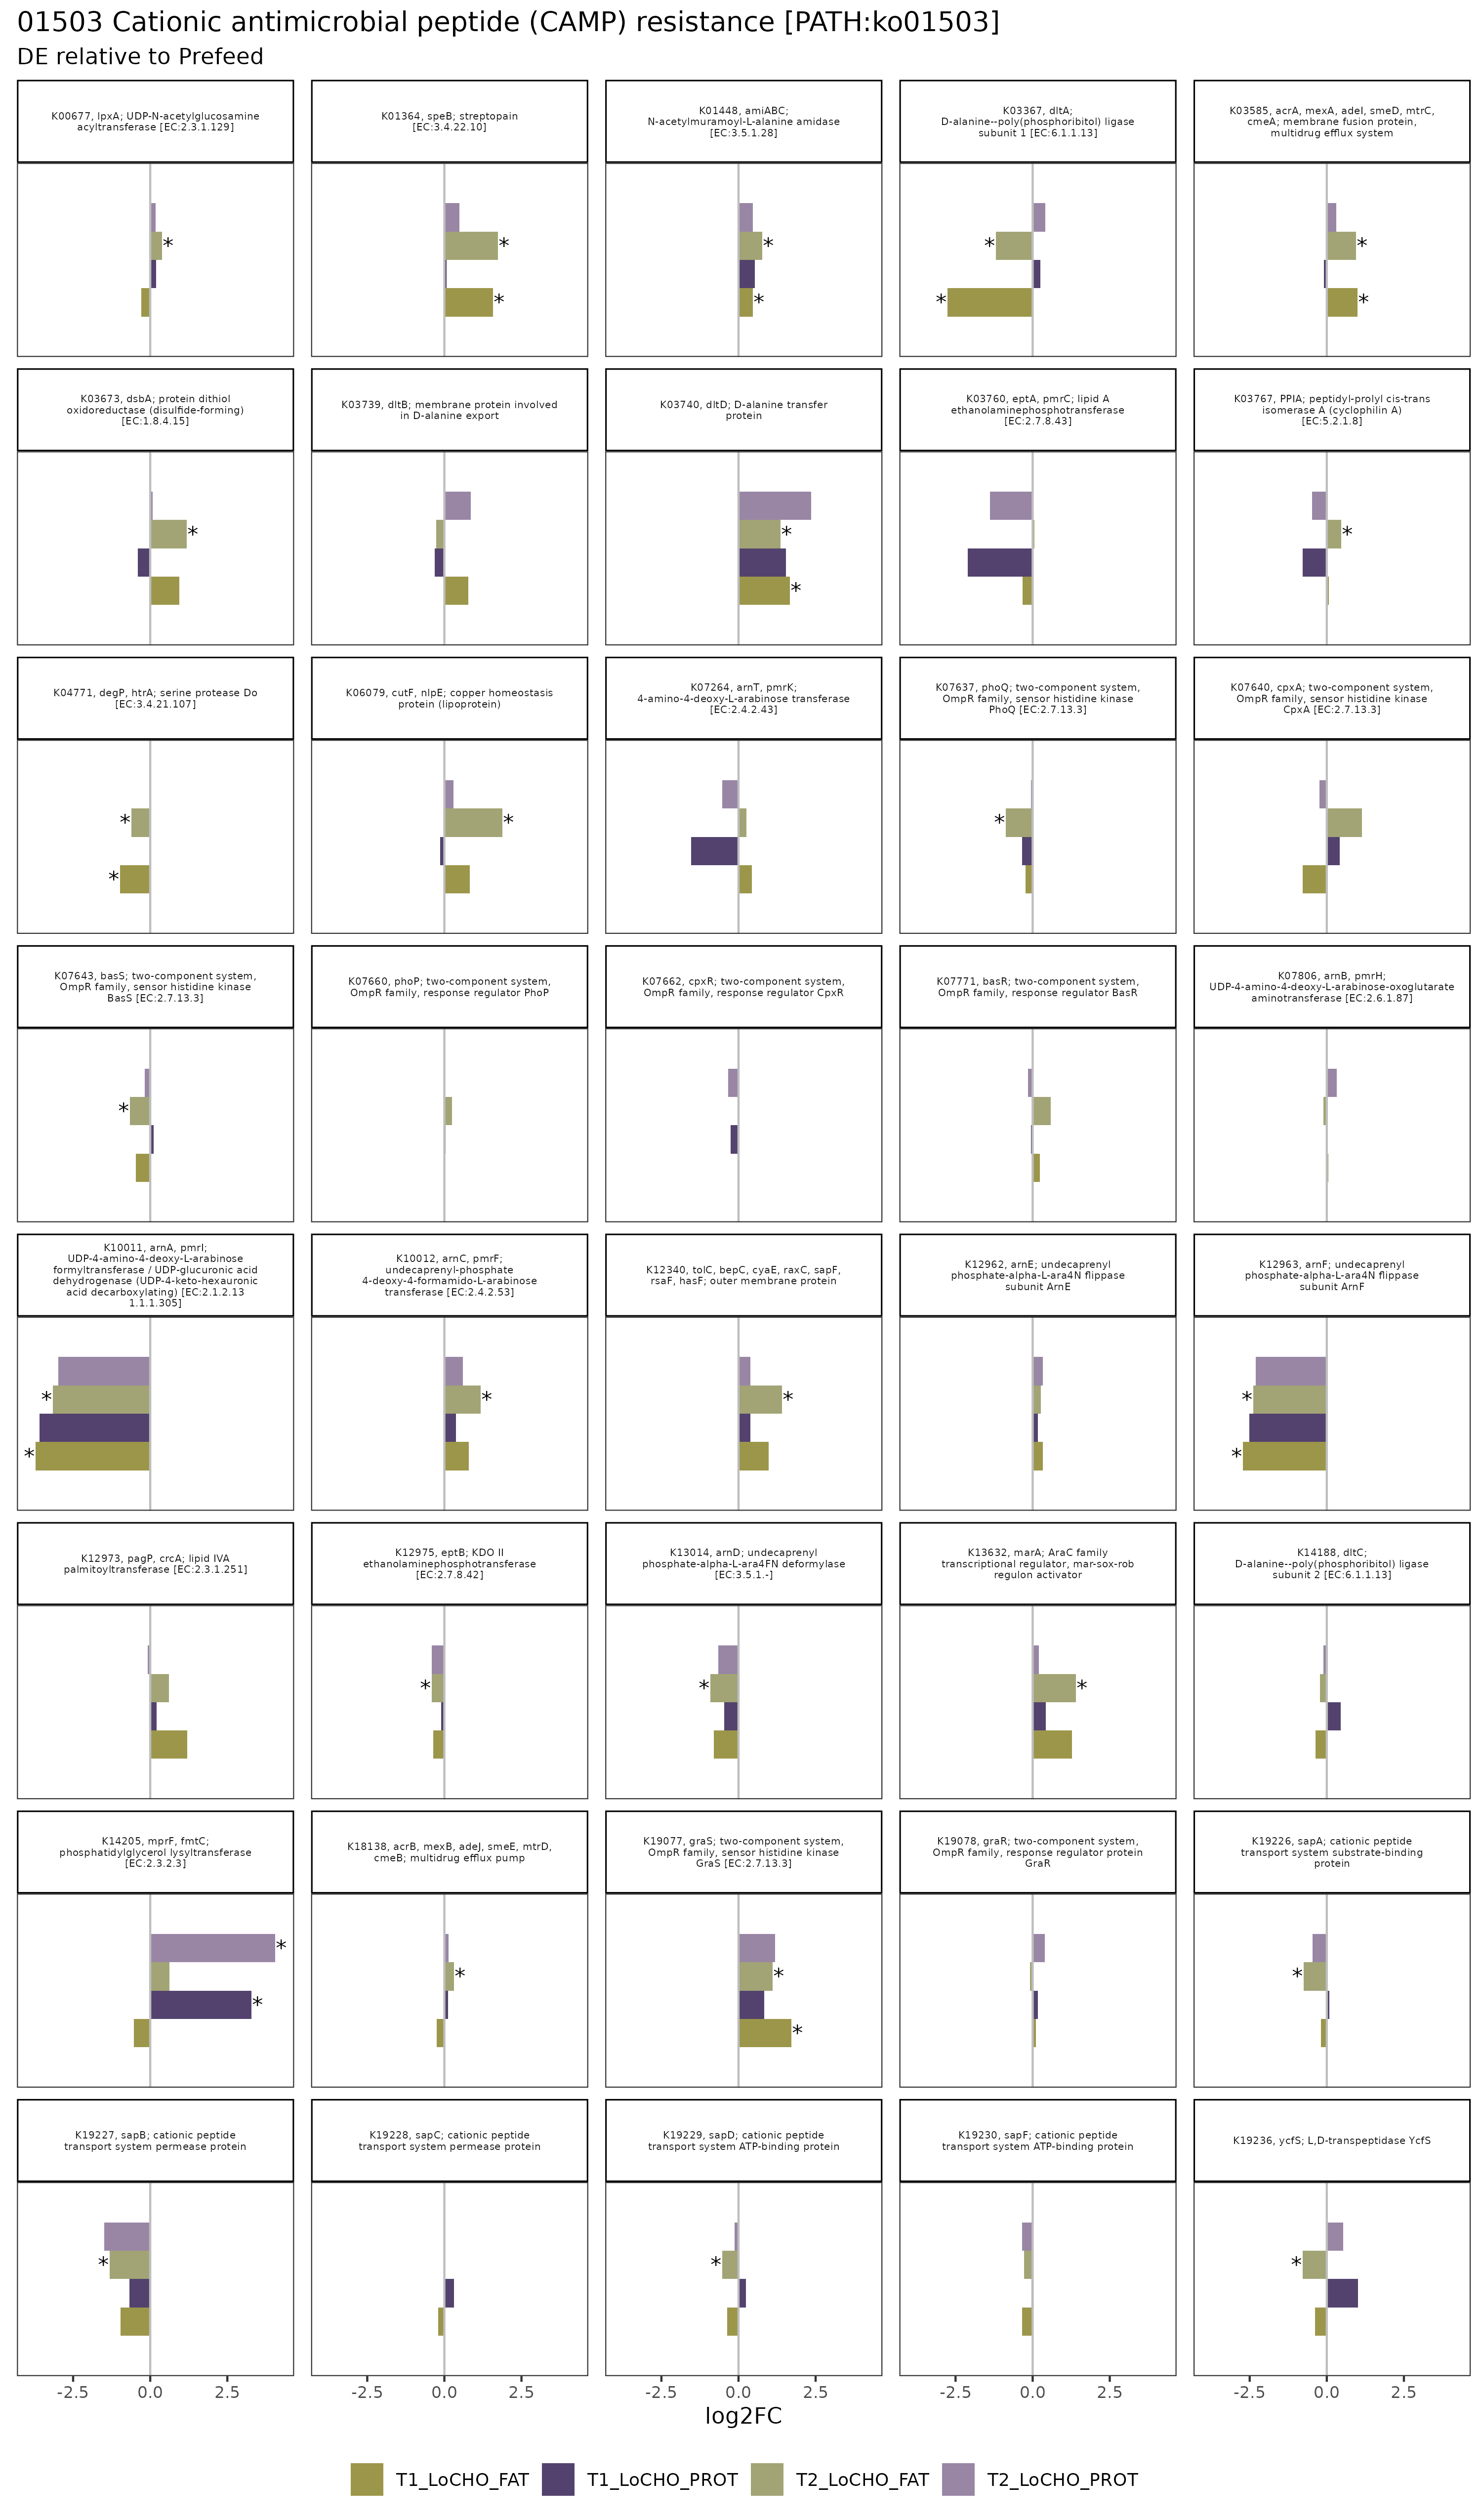 01503 Cationic antimicrobial peptide (CAMP) resistance [PATH:ko01503]
DE relative to Prefeed
K00677, lpxA; UDP-N-acetylglucosamine
acyltransferase [EC:2.3.1.129]
K01364, speB; streptopain
[EC:3.4.22.10]
K01448, amiABC;
N-acetylmuramoyl-L-alanine amidase
[EC:3.5.1.28]
K03367, dltA;
D-alanine--poly(phosphoribitol) ligase
subunit 1 [EC:6.1.1.13]
K03585, acrA, mexA, adeI, smeD, mtrC,
cmeA; membrane fusion protein,
multidrug efflux system
*
*
*
*
*
*
*
*
*
K03673, dsbA; protein dithiol
oxidoreductase (disulfide-forming)
[EC:1.8.4.15]
K03739, dltB; membrane protein involved
in D-alanine export
K03740, dltD; D-alanine transfer
protein
K03760, eptA, pmrC; lipid A
ethanolaminephosphotransferase
[EC:2.7.8.43]
K03767, PPIA; peptidyl-prolyl cis-trans
isomerase A (cyclophilin A)
[EC:5.2.1.8]
*
*
*
*
K04771, degP, htrA; serine protease Do
[EC:3.4.21.107]
K06079, cutF, nlpE; copper homeostasis
protein (lipoprotein)
K07264, arnT, pmrK;
4-amino-4-deoxy-L-arabinose transferase
[EC:2.4.2.43]
K07637, phoQ; two-component system,
OmpR family, sensor histidine kinase
PhoQ [EC:2.7.13.3]
K07640, cpxA; two-component system,
OmpR family, sensor histidine kinase
CpxA [EC:2.7.13.3]
*
*
*
*
K07643, basS; two-component system,
OmpR family, sensor histidine kinase
BasS [EC:2.7.13.3]
K07660, phoP; two-component system,
OmpR family, response regulator PhoP
K07662, cpxR; two-component system,
OmpR family, response regulator CpxR
K07771, basR; two-component system,
OmpR family, response regulator BasR
K07806, arnB, pmrH;
UDP-4-amino-4-deoxy-L-arabinose-oxoglutarate
aminotransferase [EC:2.6.1.87]
*
K10011, arnA, pmrI;
UDP-4-amino-4-deoxy-L-arabinose
formyltransferase / UDP-glucuronic acid
dehydrogenase (UDP-4-keto-hexauronic
acid decarboxylating) [EC:2.1.2.13
1.1.1.305]
K10012, arnC, pmrF;
undecaprenyl-phosphate
4-deoxy-4-formamido-L-arabinose
transferase [EC:2.4.2.53]
K12340, tolC, bepC, cyaE, raxC, sapF,
rsaF, hasF; outer membrane protein
K12962, arnE; undecaprenyl
phosphate-alpha-L-ara4N flippase
subunit ArnE
K12963, arnF; undecaprenyl
phosphate-alpha-L-ara4N flippase
subunit ArnF
*
*
*
*
*
*
K12973, pagP, crcA; lipid IVA
palmitoyltransferase [EC:2.3.1.251]
K12975, eptB; KDO II
ethanolaminephosphotransferase
[EC:2.7.8.42]
K13014, arnD; undecaprenyl
phosphate-alpha-L-ara4FN deformylase
[EC:3.5.1.-]
K13632, marA; AraC family
transcriptional regulator, mar-sox-rob
regulon activator
K14188, dltC;
D-alanine--poly(phosphoribitol) ligase
subunit 2 [EC:6.1.1.13]
*
*
*
K14205, mprF, fmtC;
phosphatidylglycerol lysyltransferase
[EC:2.3.2.3]
K18138, acrB, mexB, adeJ, smeE, mtrD,
cmeB; multidrug efflux pump
K19077, graS; two-component system,
OmpR family, sensor histidine kinase
GraS [EC:2.7.13.3]
K19078, graR; two-component system,
OmpR family, response regulator protein
GraR
K19226, sapA; cationic peptide
transport system substrate-binding
protein
*
*
*
*
*
*
K19227, sapB; cationic peptide
transport system permease protein
K19228, sapC; cationic peptide
transport system permease protein
K19229, sapD; cationic peptide
transport system ATP-binding protein
K19230, sapF; cationic peptide
transport system ATP-binding protein
K19236, ycfS; L,D-transpeptidase YcfS
*
*
*
-2.5 0.0 2.5 -2.5 0.0 2.5 -2.5 0.0 2.5 -2.5 0.0 2.5 -2.5 0.0 2.5
log2FC
T1_LoCHO_FAT T1_LoCHO_PROT T2_LoCHO_FAT T2_LoCHO_PROT